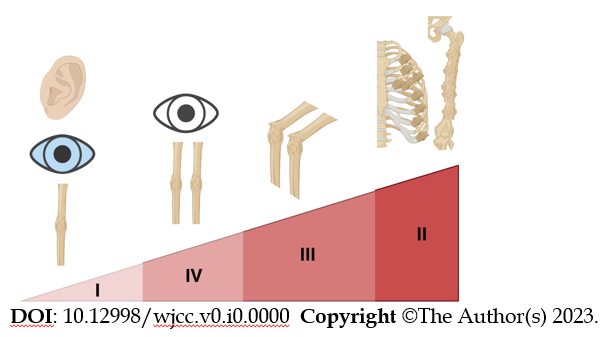 I IV III II
DOI: 10.12998/wjcc.v0.i0.0000 Copyright ©The Author(s) 2023.